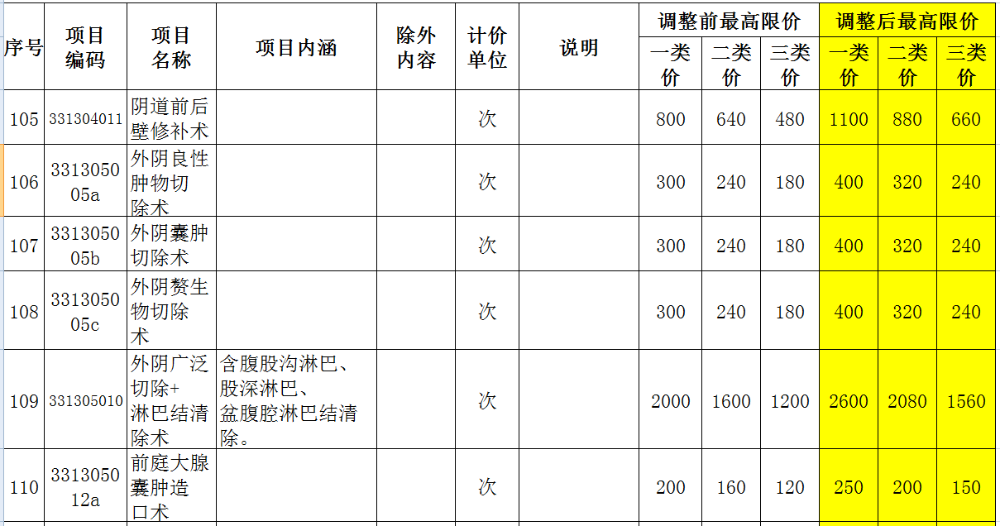 序号 项目编码 项目名称 项目内涵 除外内容 计价单位 说明 调整前最高限价 调整后最高限价
一类价 二类价 三类价 一类价 二类价 三类价
105 331304011 阴道前后壁修补术 次 800 640 480 1100 880 660
106 331305005a 外阴良性肿物切除术 次 300 240 180 400 320 240
107 331305005b 外阴囊肿切除术 次 300 240 180 400 320 240
108 331305005c 外阴赘生物切除术 次 300 240 180 400 320 240
109 331305010 外阴广泛切除+淋巴结清除术 含腹股沟淋巴、股深淋巴、盆腹腔淋巴结清除。 次 2000 1600 1200 2600 2080 1560
110 331305012a 前庭大腺囊肿造口术 次 200 160 120 250 200 150